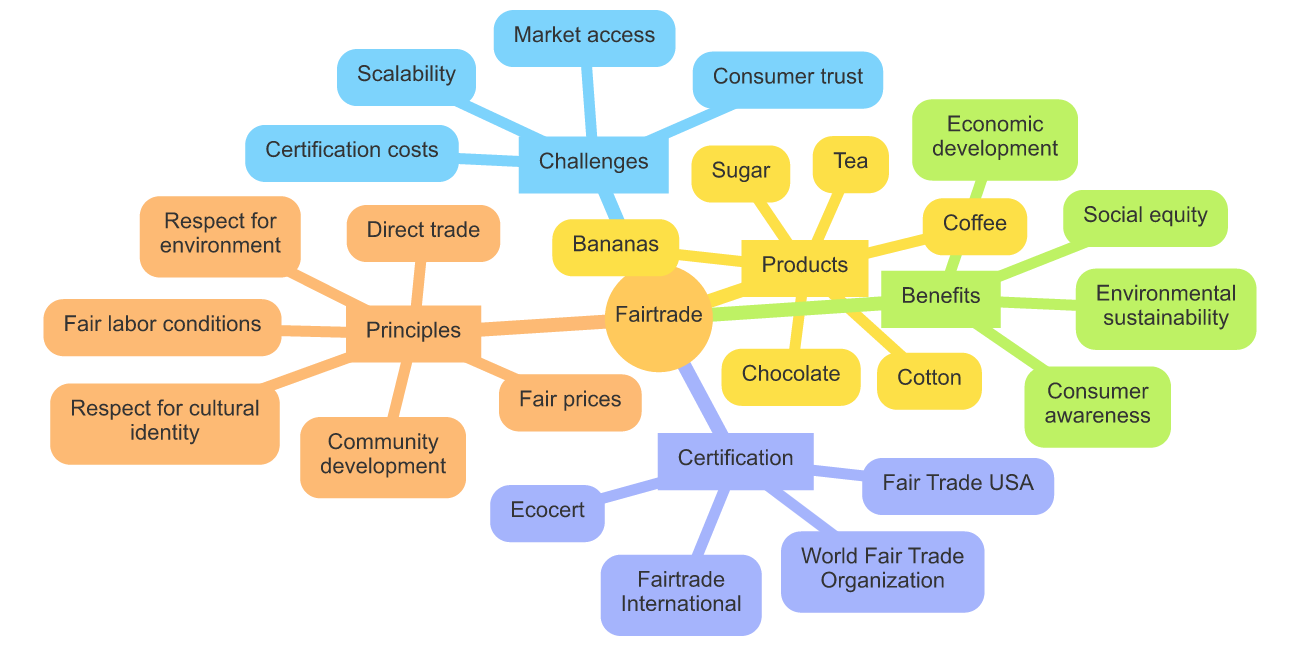 Market access
Scalability
Consumer trust
Certification costs
Challenges
Economic
development
Sugar
Tea
Respect for
environment
Direct trade
Bananas
Products
Coffee
Social equity
Fair labor conditions
Principles
Fairtrade
Benefits
Environmental
sustainability
Respect for cultural
identity
Community
development
Fair prices
Chocolate
Cotton
Consumer
awareness
Certification
Ecocert
Fair Trade USA
Fairtrade
International
World Fair Trade
Organization